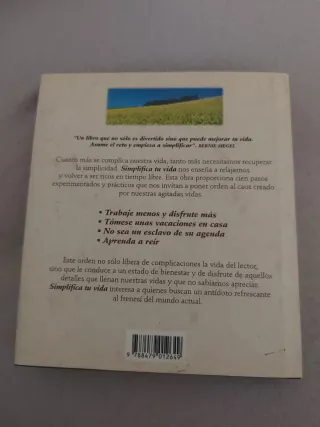 "Un libro que no sólo es divertido sino que puede mejorar tu vida.
Asume el reto y empieza a simplificar". BERNIE SIEGEL
Cuanto más se complica nuestra vida, tanto más necesitamos recuperar
la simplicidad. Simplifica tu vida nos enseña a relajarnos
y volver a ser ricos en tiempo libre. Esta obra proporciona cien pasos
experimentados y prácticos que nos invitan a poner orden al caos creado
por nuestras agitadas vidas.
• Trabaje menos y disfrute más
• Tómese unas vacaciones en casa
• No sea un esclavo de su agenda
• Aprenda a reír
Este orden no sólo libera de complicaciones la vida del lector,
sino que le conduce a un estado de bienestar y de disfrute de aquellos
detalles que llenan nuestras vidas y que no sabíamos apreciar.
Simplifica tu vida interesa a quienes buscan un antídoto refrescante
al frenesí del mundo actual.
9 788479 012649